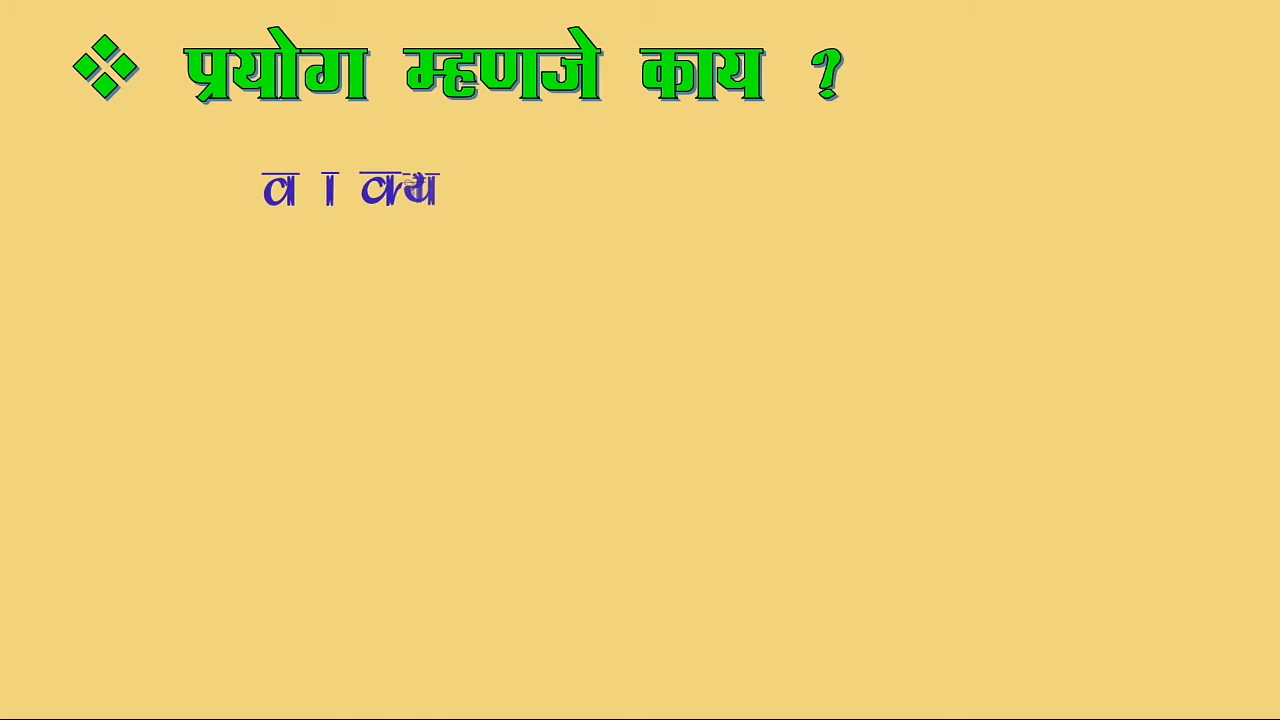 ❖ प्रयोग म्हणजे काय ?
वाक्य